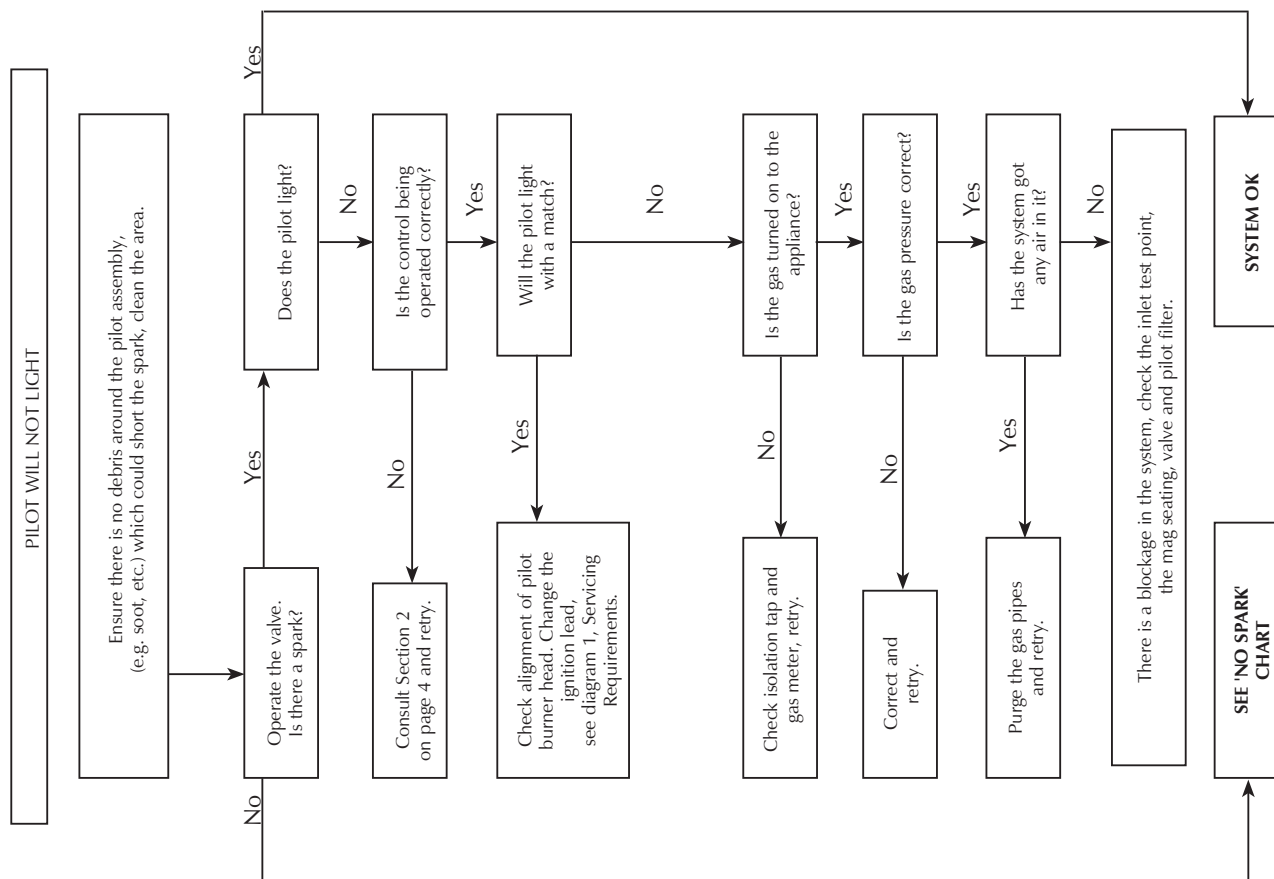 PILOT WILL NOT LIGHT
Ensure there is no debris around the pilot assembly,
(e.g. soot, etc.) which could short the spark, clean the area.
Operate the valve.
Is there a spark?
No
Yes
Does the pilot light?
Yes
No
Is the control being
operated correctly?
No
Consult Section 2
on page 4 and retry.
Yes
Will the pilot light
with a match?
Yes
Check alignment of pilot
burner head. Change the
ignition lead,
see diagram 1, Servicing
Requirements.
No
Is the gas turned on to the
appliance?
No
Check isolation tap and
gas meter, retry.
Yes
Is the gas pressure correct?
No
Correct and
retry.
Yes
Has the system got
any air in it?
Yes
Purge the gas pipes
and retry.
No
There is a blockage in the system, check the inlet test point,
the mag seating, valve and pilot filter.
SEE 'NO SPARK'
CHART
SYSTEM OK